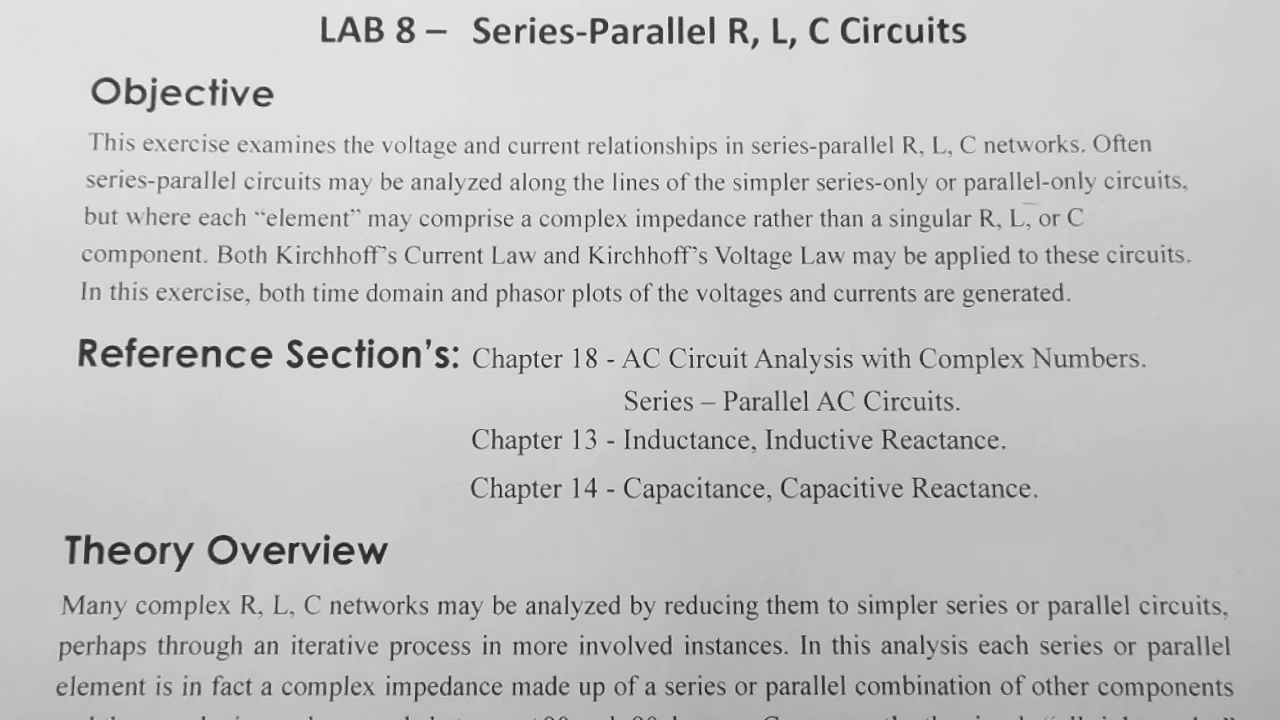 LAB 8 – Series-Parallel R, L, C Circuits
Objective
This exercise examines the voltage and current relationships in series-parallel R, L, C networks. Often
series-parallel circuits may be analyzed along the lines of the simpler series-only or parallel-only circuits,
but where each “element” may comprise a complex impedance rather than a singular R, L, or C
component. Both Kirchhoff’s Current Law and Kirchhoff’s Voltage Law may be applied to these circuits.
In this exercise, both time domain and phasor plots of the voltages and currents are generated.
Reference Section’s: Chapter 18 - AC Circuit Analysis with Complex Numbers.
Series – Parallel AC Circuits.
Chapter 13 - Inductance, Inductive Reactance.
Chapter 14 - Capacitance, Capacitive Reactance.
Theory Overview
Many complex R, L, C networks may be analyzed by reducing them to simpler series or parallel circuits,
perhaps through an iterative process in more involved instances. In this analysis each series or parallel
element is in fact a complex impedance made up of a series or parallel combination of other components